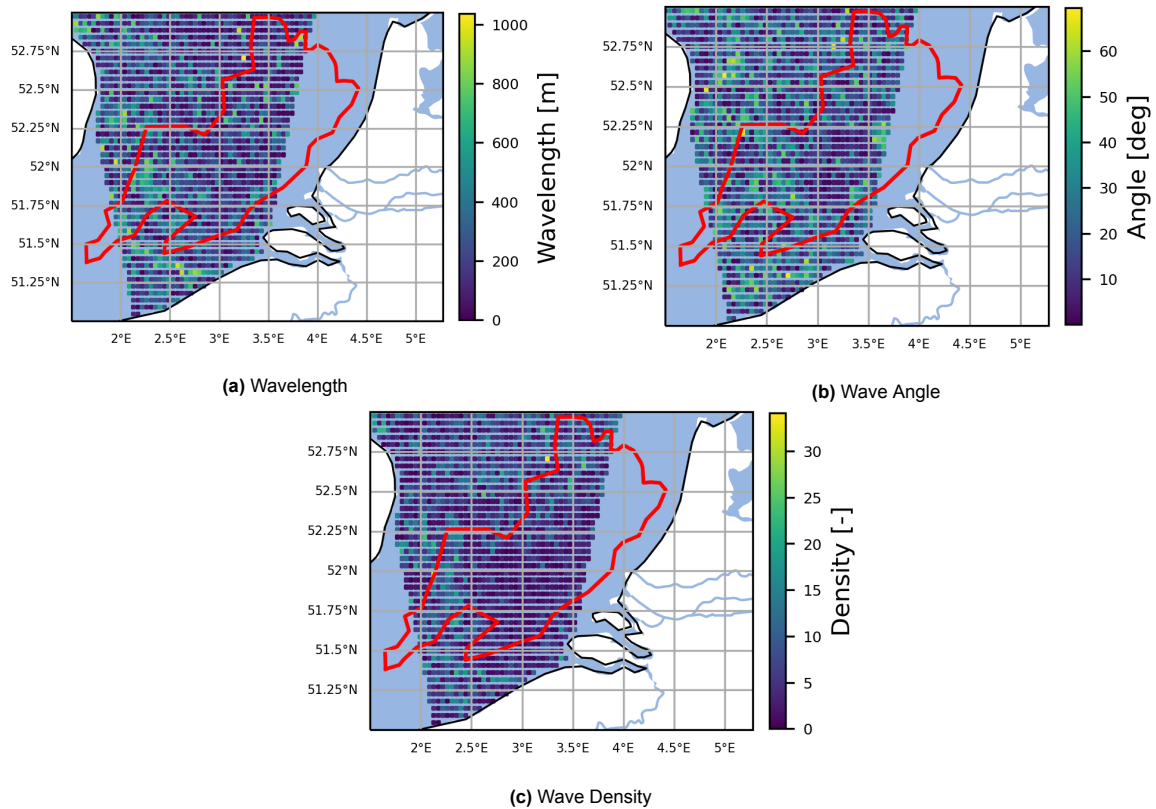 52.75°N
52.5°N
52.25°N
52°N
51.75°N
51.5°N
51.25°N
2°E 2.5°E 3°E 3.5°E 4°E 4.5°E 5°E
1000
800
600
400
200
0
Wavelength [m]
(a) Wavelength
52.75°N
52.5°N
52.25°N
52°N
51.75°N
51.5°N
51.25°N
2°E 2.5°E 3°E 3.5°E 4°E 4.5°E 5°E
60
50
40
30
20
10
Angle [deg]
(b) Wave Angle
52.75°N
52.5°N
52.25°N
52°N
51.75°N
51.5°N
51.25°N
2°E 2.5°E 3°E 3.5°E 4°E 4.5°E 5°E
30
25
20
15
10
5
0
Density [-]
(c) Wave Density